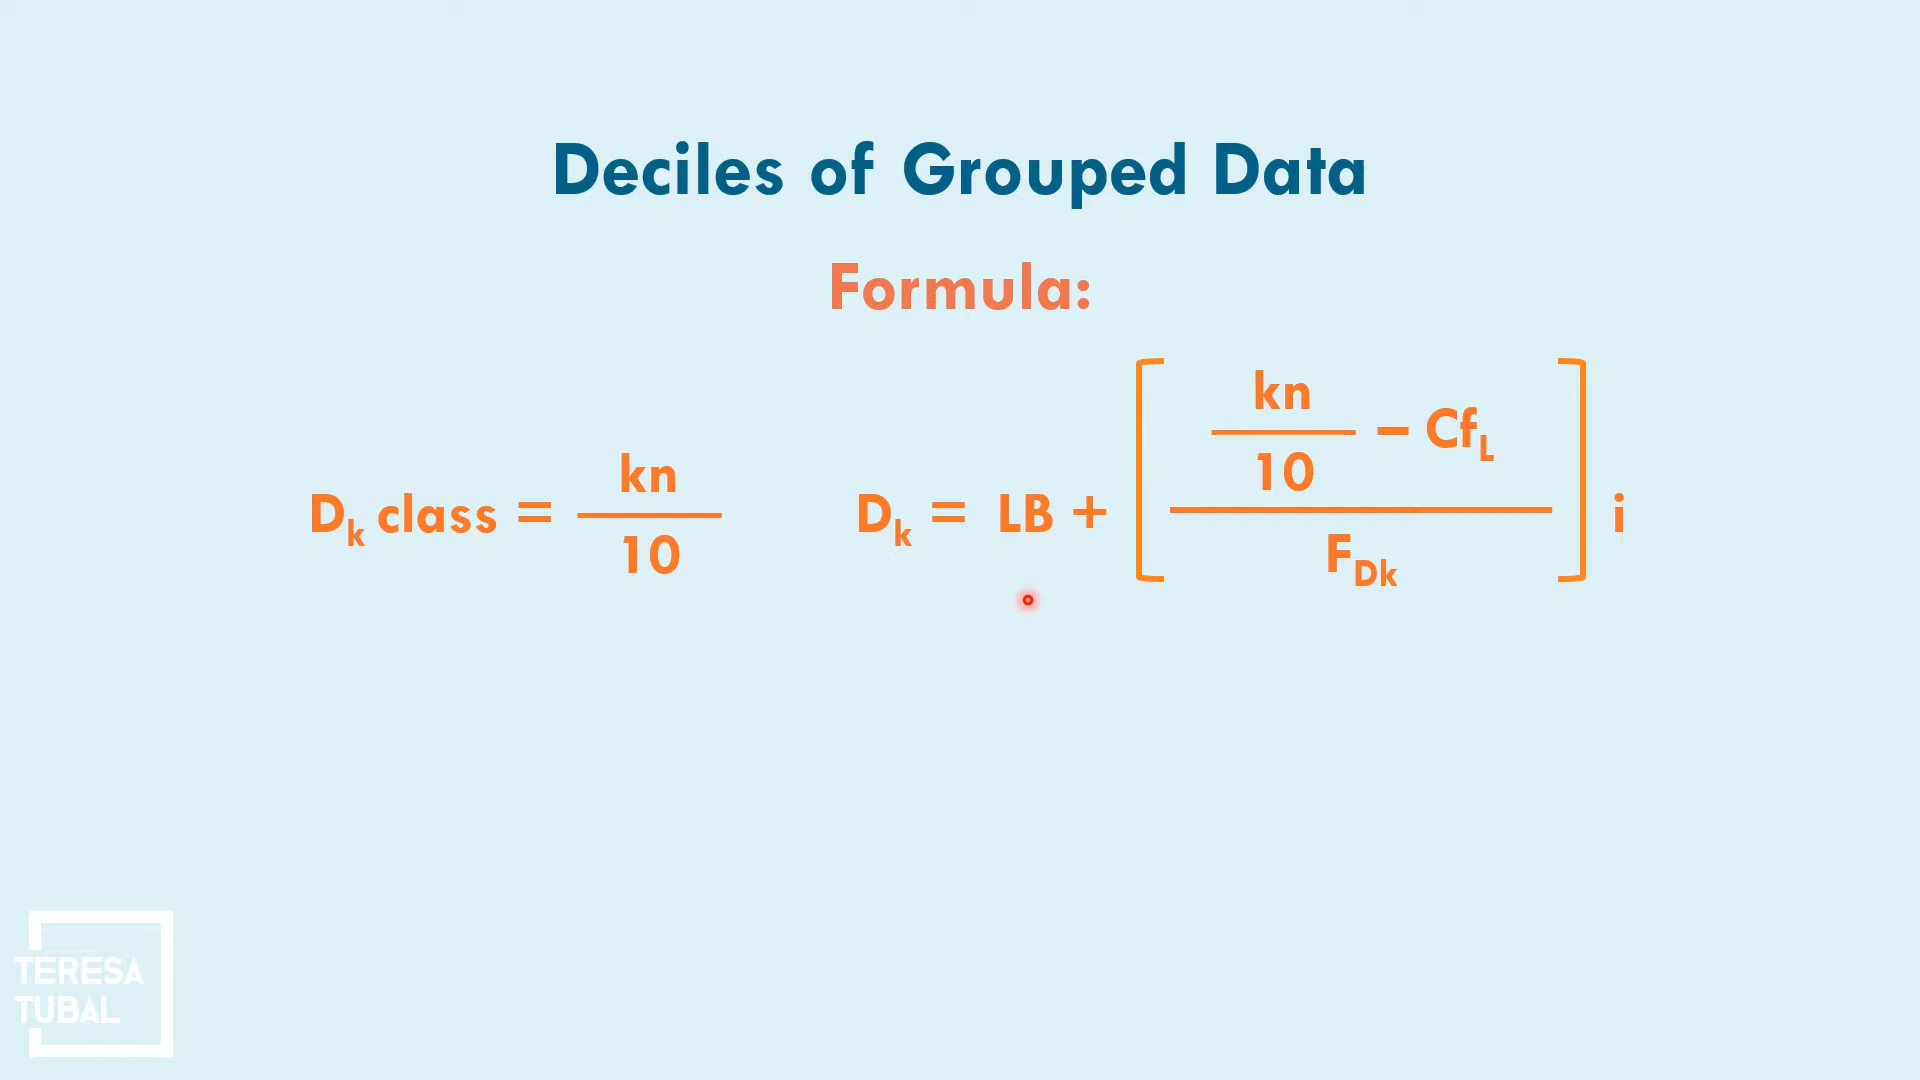 Deciles of Grouped Data
Formula:
Dk class = kn/10
Dk = LB + [ (kn/10 − CfL) / FDk ] i
TERESA
TUBAL